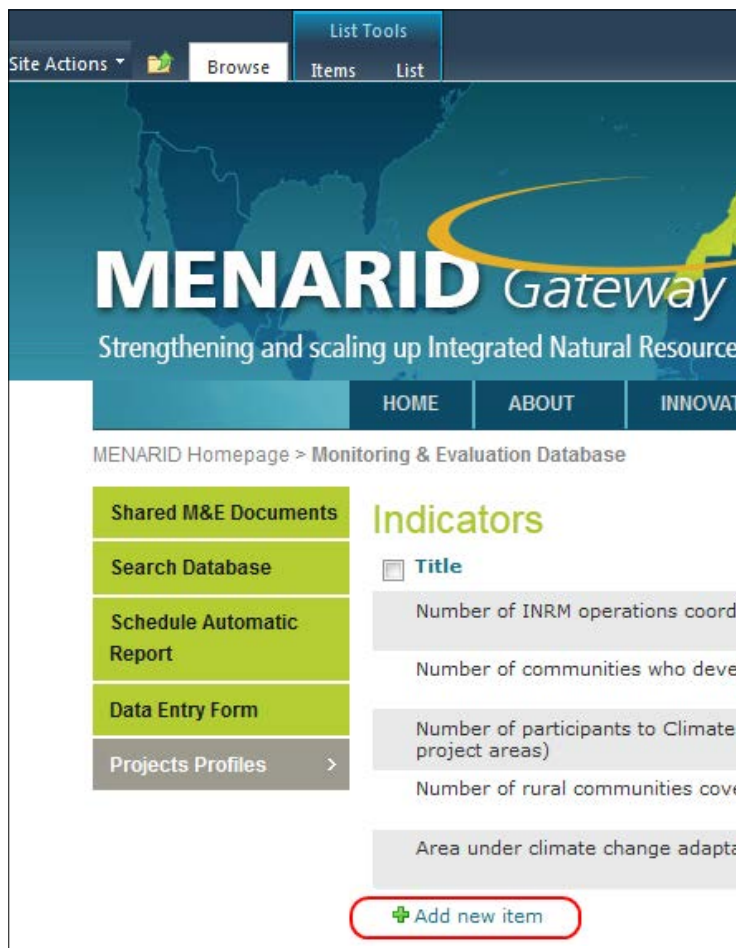 List Tools
Site Actions
Browse
Items
List
MENARID Gateway
Strengthening and scaling up Integrated Natural Resource
HOME
ABOUT
INNOVAT
MENARID Homepage > Monitoring & Evaluation Database
Shared M&E Documents
Search Database
Schedule Automatic
Report
Data Entry Form
Projects Profiles >
Indicators
Title
Number of INRM operations coord
Number of communities who deve
Number of participants to Climate
project areas)
Number of rural communities cove
Area under climate change adapta
Add new item